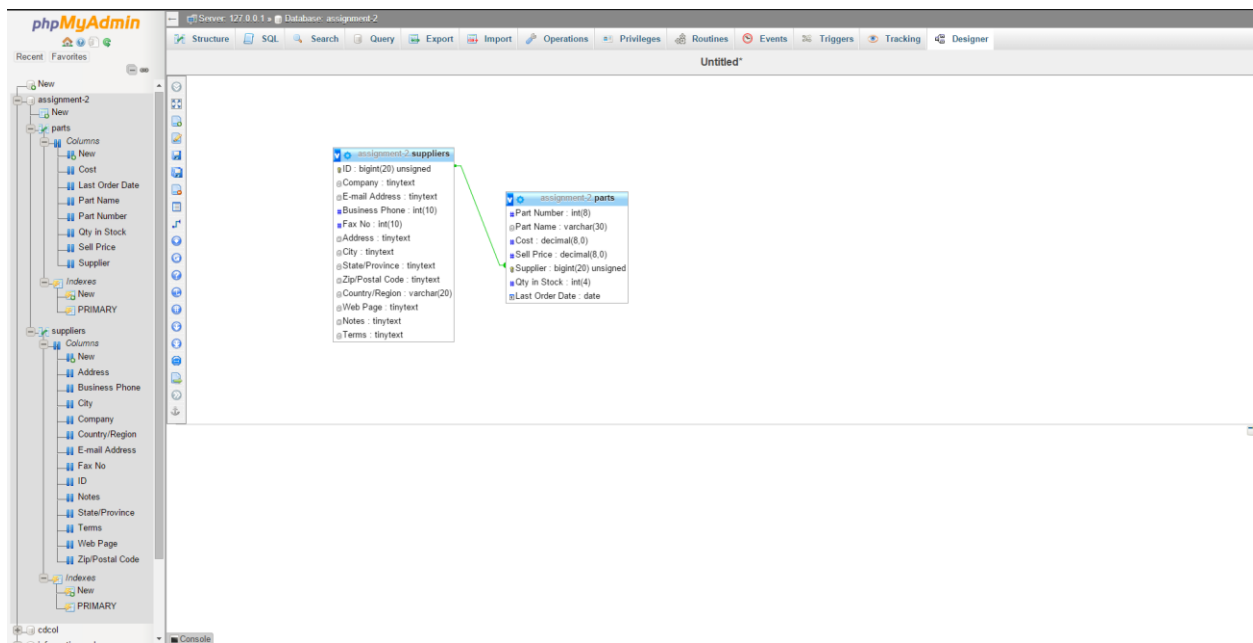 phpMyAdmin
Recent Favorites
New
assignment-2
New
parts
Columns
New
Cost
Last Order Date
Part Name
Part Number
Qty in Stock
Sell Price
Supplier
Indexes
New
PRIMARY
suppliers
Columns
New
Address
Business Phone
City
Company
Country/Region
E-mail Address
Fax No
ID
Notes
State/Province
Terms
Web Page
Zip/Postal Code
Indexes
New
PRIMARY
cdcol
Server: 127.0.0.1 » Database: assignment-2
Structure SQL Search Query Export Import Operations Privileges Routines Events Triggers Tracking Designer
Untitled*
assignment-2 suppliers
ID : bigint(20) unsigned
Company : tinytext
E-mail Address : tinytext
Business Phone : int(10)
Fax No : int(10)
Address : tinytext
City : tinytext
State/Province : tinytext
Zip/Postal Code : tinytext
Country/Region : varchar(20)
Web Page : tinytext
Notes : tinytext
Terms : tinytext
assignment-2 parts
Part Number : int(8)
Part Name : varchar(30)
Cost : decimal(8,0)
Sell Price : decimal(8,0)
Supplier : bigint(20) unsigned
Qty in Stock : int(4)
Last Order Date : date
Console